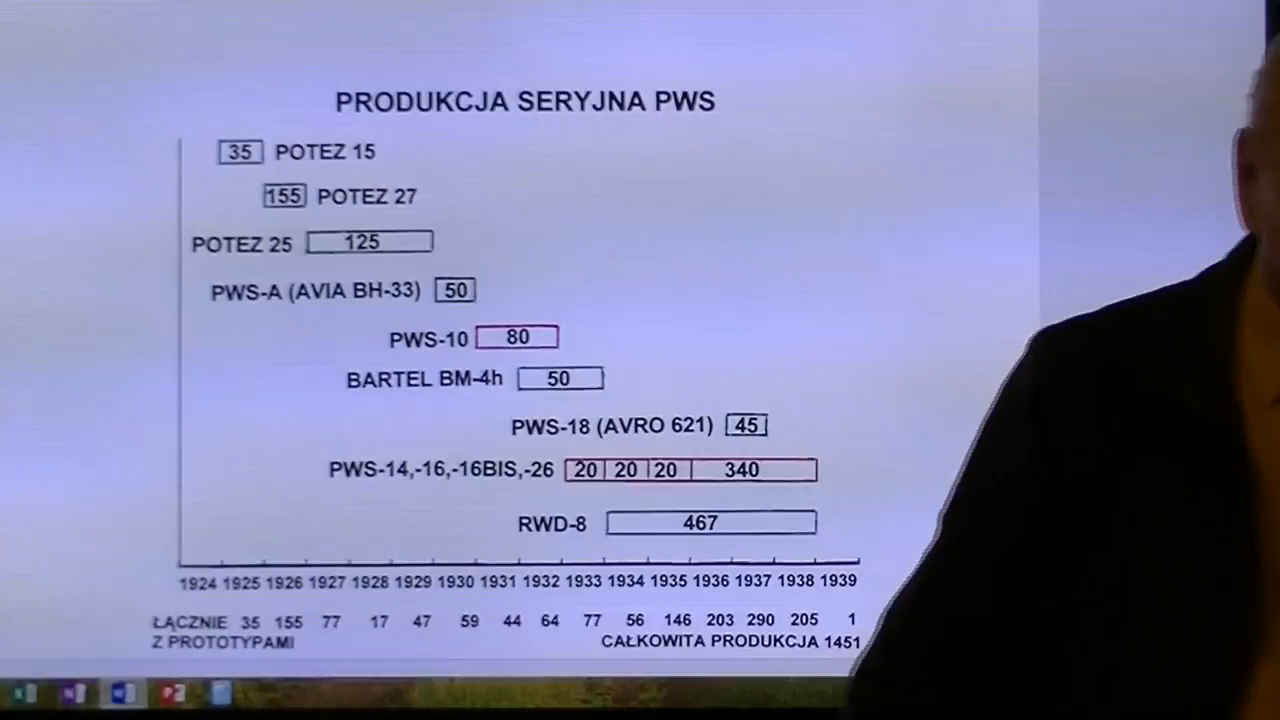 PRODUKCJA SERYJNA PWS
35 POTEZ 15
155 POTEZ 27
POTEZ 25 125
PWS-A (AVIA BH-33) 50
PWS-10 80
BARTEL BM-4h 50
PWS-18 (AVRO 621) 45
PWS-14,-16,-16BIS,-26 20 20 20 340
RWD-8 467
1924 1925 1926 1927 1928 1929 1930 1931 1932 1933 1934 1935 1936 1937 1938 1939
ŁĄCZNIE 35 155 77 17 47 59 44 64 77 56 146 203 290 205 1
Z PROTOTYPAMI CAŁKOWITA PRODUKCJA 1451